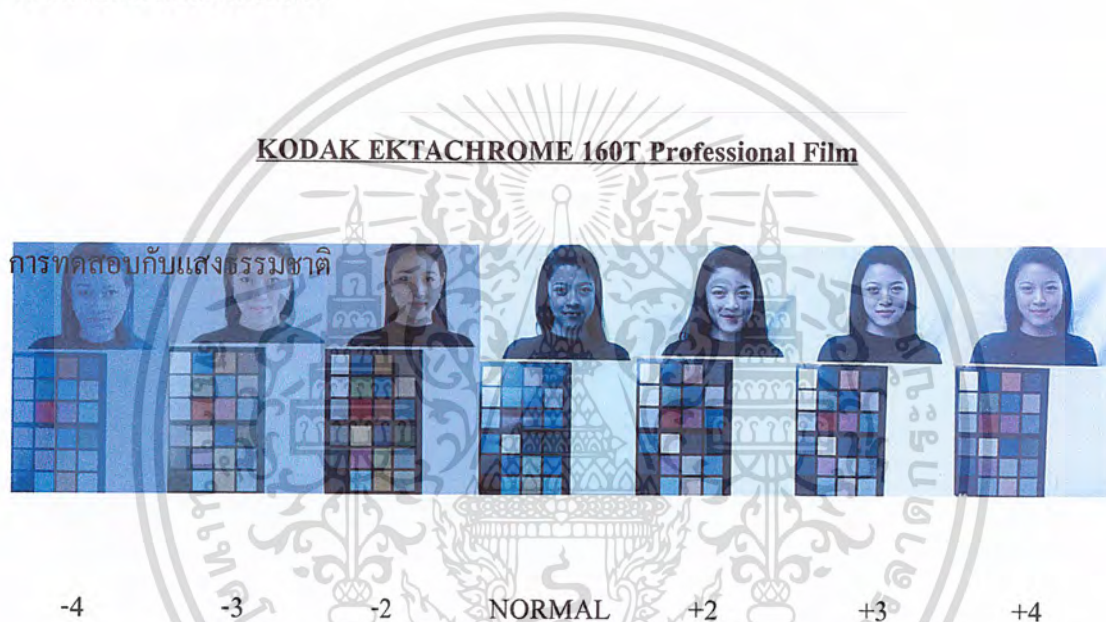 KODAK EKTACHROME 160T Professional Film
การทดสอบกับแสงธรรมชาติ
-4 -3 -2 NORMAL +2 +3 +4